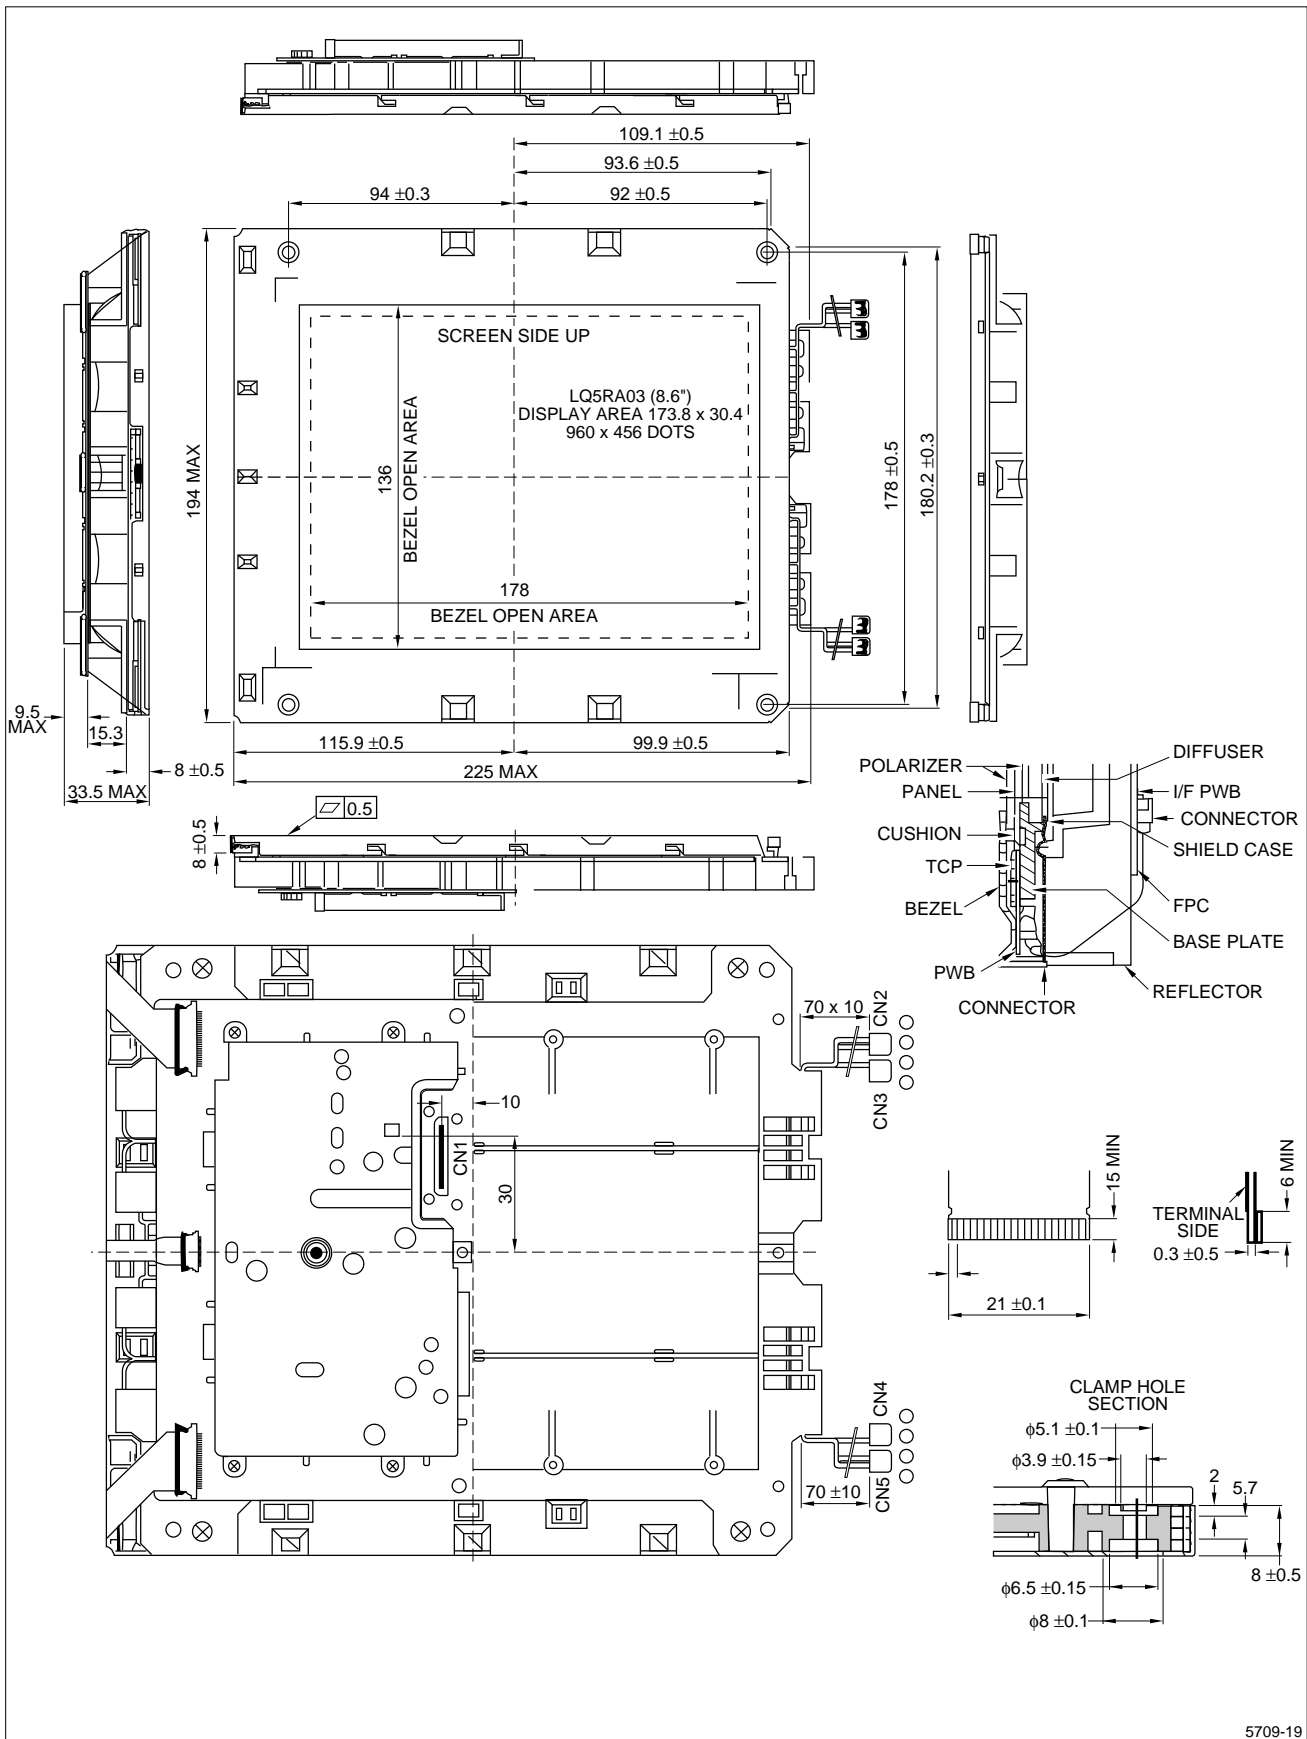 109.1 ±0.5
93.6 ±0.5
94 ±0.3
92 ±0.5
SCREEN SIDE UP
LQ5RA03 (8.6")
DISPLAY AREA 173.8 x 30.4
960 x 456 DOTS
194 MAX
136
BEZEL OPEN AREA
178 ±0.5
180.2 ±0.3
178
BEZEL OPEN AREA
9.5
MAX
15.3
8 ±0.5
33.5 MAX
115.9 ±0.5
99.9 ±0.5
225 MAX
0.5
8 ±0.5
POLARIZER
PANEL
CUSHION
TCP
BEZEL
PWB
CONNECTOR
DIFFUSER
I/F PWB
CONNECTOR
SHIELD CASE
FPC
BASE PLATE
REFLECTOR
70 x 10
CN2
CN3
10
CN1
30
15 MIN
21 ±0.1
TERMINAL
SIDE
6 MIN
0.3 ±0.5
CN4
CN5
70 ±10
CLAMP HOLE
SECTION
ϕ5.1 ±0.1
ϕ3.9 ±0.15
2
5.7
8 ±0.5
ϕ6.5 ±0.15
ϕ8 ±0.1
5709-19